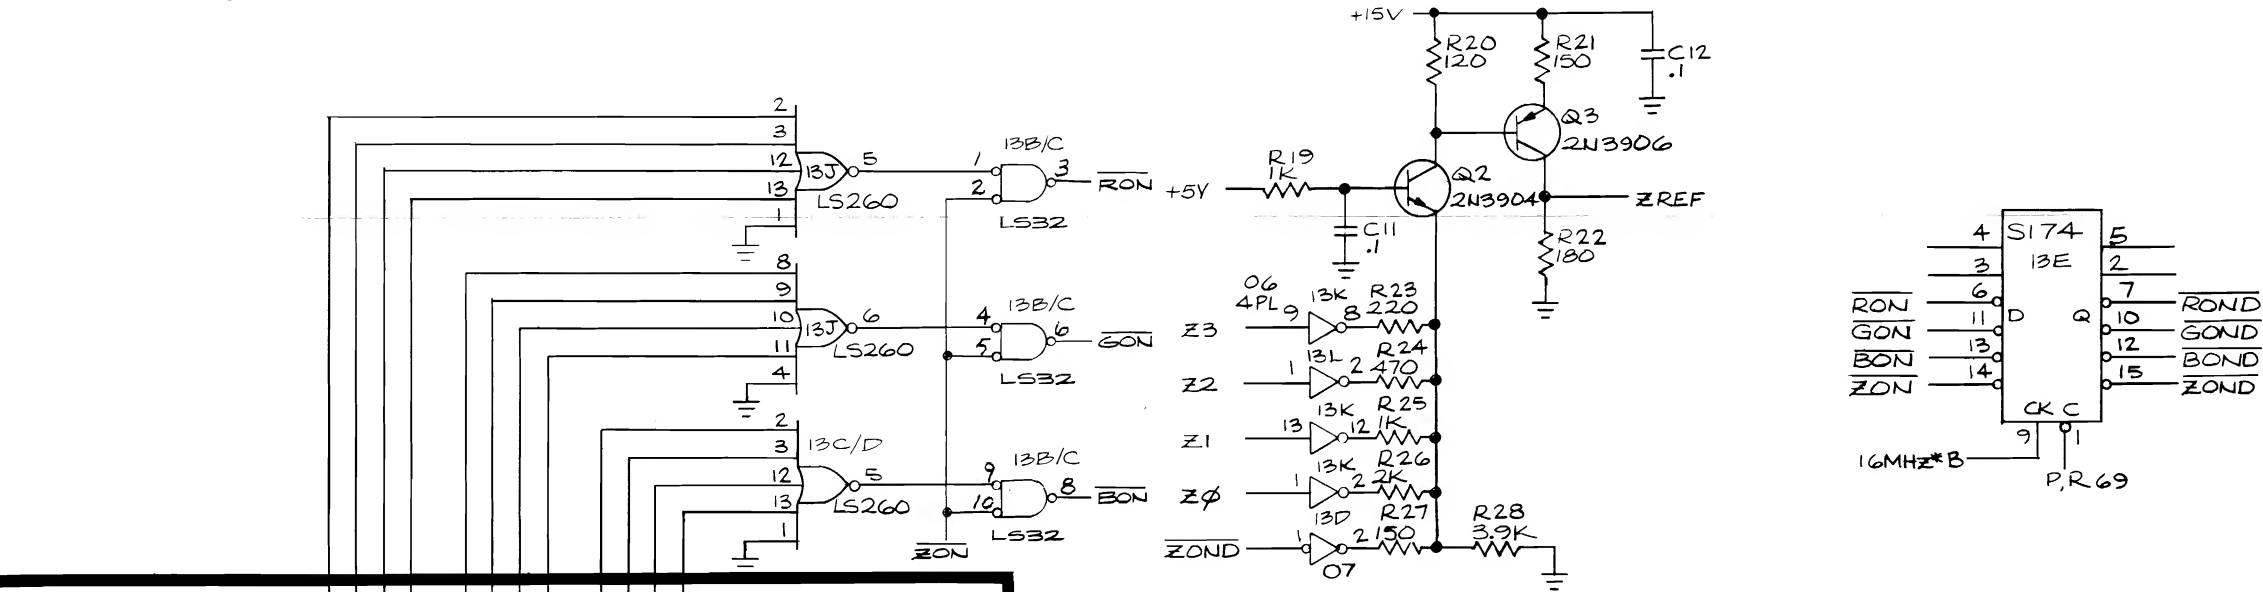 +15V
R20
120
R21
150
C12
.1
2
3
12
13
1
13J
5
LS260
13B/C
1
2
3
LS32
RON
+5V
R19
1K
C11
.1
Q2
2N3904
Q3
2N3906
ZREF
R22
180
8
9
10
11
4
13J
6
LS260
13B/C
4
5
6
LS32
GON
2
3
12
13
1
13C/D
5
LS260
13B/C
9
10
8
LS32
BON
ZON
06
4PL
Z3
9
13K
8
R23
220
Z2
1
13L
2
R24
470
Z1
13
13K
12
R25
1K
ZØ
1
13K
2
R26
2K
ZOND
1
13D
2
07
R27
150
R28
3.9K
S174
13E
4
3
RON 6
GON 11
BON 13
ZON 14
D
Q
5
2
7 ROND
10 GOND
12 BOND
15 ZOND
CK C
9
1
16MHZ*B
P,R69